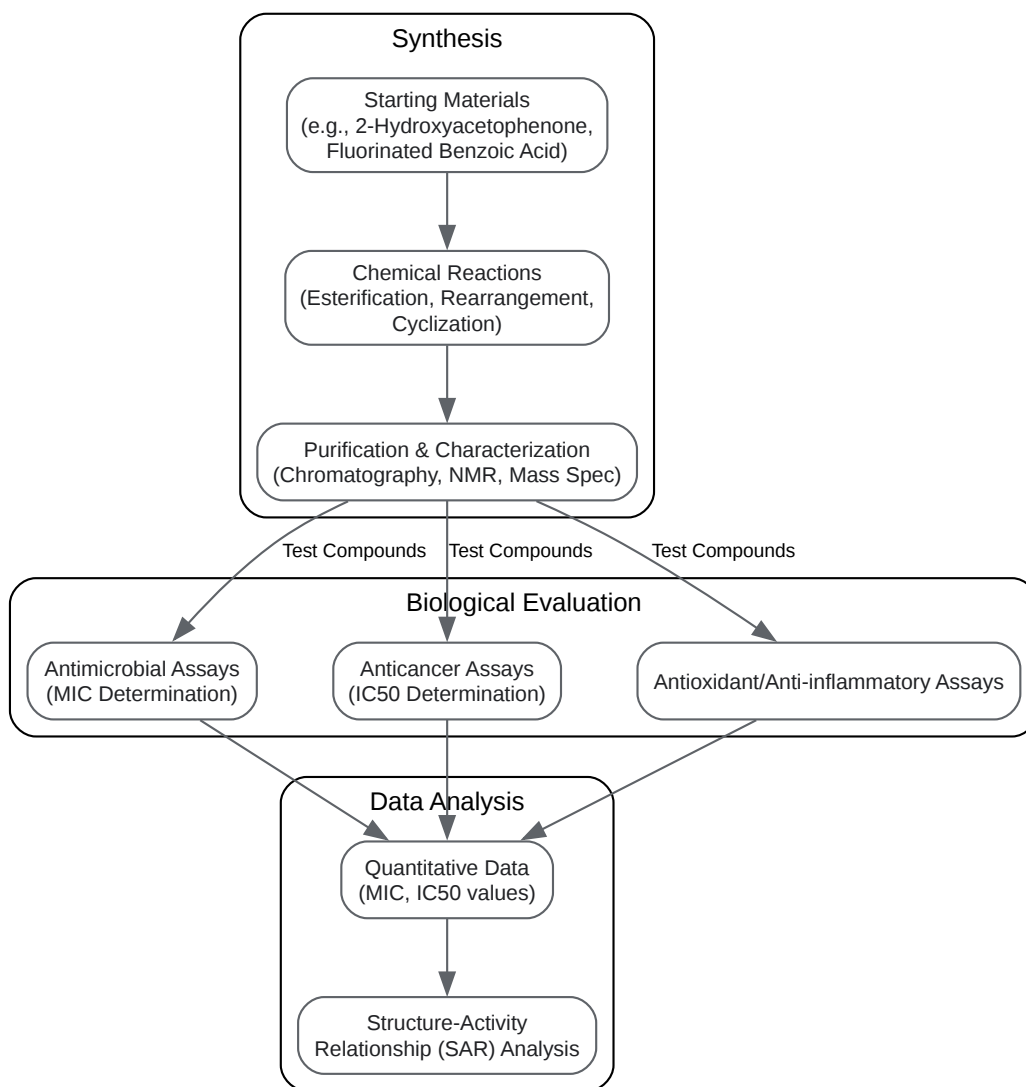 Synthesis
Starting Materials
(e.g., 2-Hydroxyacetophenone,
Fluorinated Benzoic Acid)
Chemical Reactions
(Esterification, Rearrangement,
Cyclization)
Purification & Characterization
(Chromatography, NMR, Mass Spec)
Test Compounds
Test Compounds
Test Compounds
Biological Evaluation
Antimicrobial Assays
(MIC Determination)
Anticancer Assays
(IC50 Determination)
Antioxidant/Anti-inflammatory Assays
Data Analysis
Quantitative Data
(MIC, IC50 values)
Structure-Activity
Relationship (SAR) Analysis